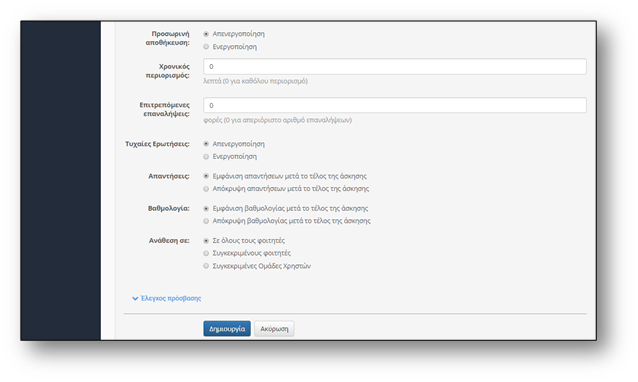 Προσωρινή αποθήκευση:
Απενεργοποίηση
Ενεργοποίηση
Χρονικός περιορισμός:
0
λεπτά (0 για καθόλου περιορισμό)
Επιτρεπόμενες επαναλήψεις:
0
φορές (0 για απεριόριστο αριθμό επαναλήψεων)
Τυχαίες Ερωτήσεις:
Απενεργοποίηση
Ενεργοποίηση
Απαντήσεις:
Εμφάνιση απαντήσεων μετά το τέλος της άσκησης
Απόκρυψη απαντήσεων μετά το τέλος της άσκησης
Βαθμολογία:
Εμφάνιση βαθμολογίας μετά το τέλος της άσκησης
Απόκρυψη βαθμολογίας μετά το τέλος της άσκησης
Ανάθεση σε:
Σε όλους τους φοιτητές
Συγκεκριμένους φοιτητές
Συγκεκριμένες Ομάδες Χρηστών
Έλεγχος πρόσβασης
Δημιουργία
Ακύρωση